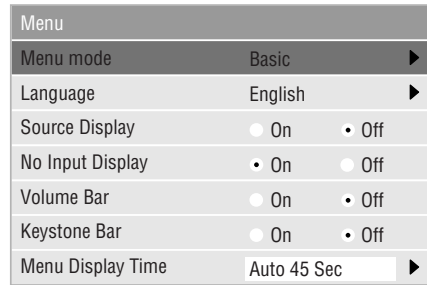 Menu
Menu mode Basic
Language English
Source Display On Off
No Input Display On Off
Volume Bar On Off
Keystone Bar On Off
Menu Display Time Auto 45 Sec